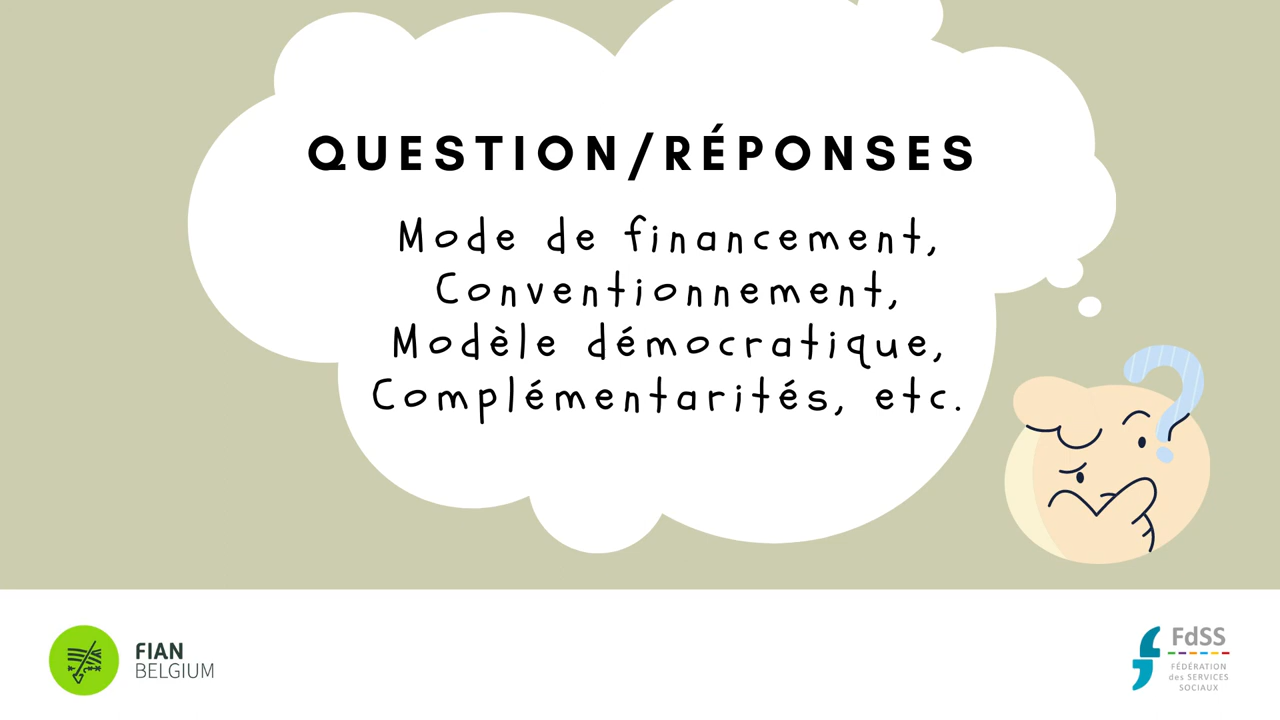 QUESTION/RÉPONSES
Mode de financement,
Conventionnement,
Modèle démocratique,
Complémentarités, etc.
FIAN
BELGIUM
FdSS
FÉDÉRATION
des SERVICES
SOCIAUX